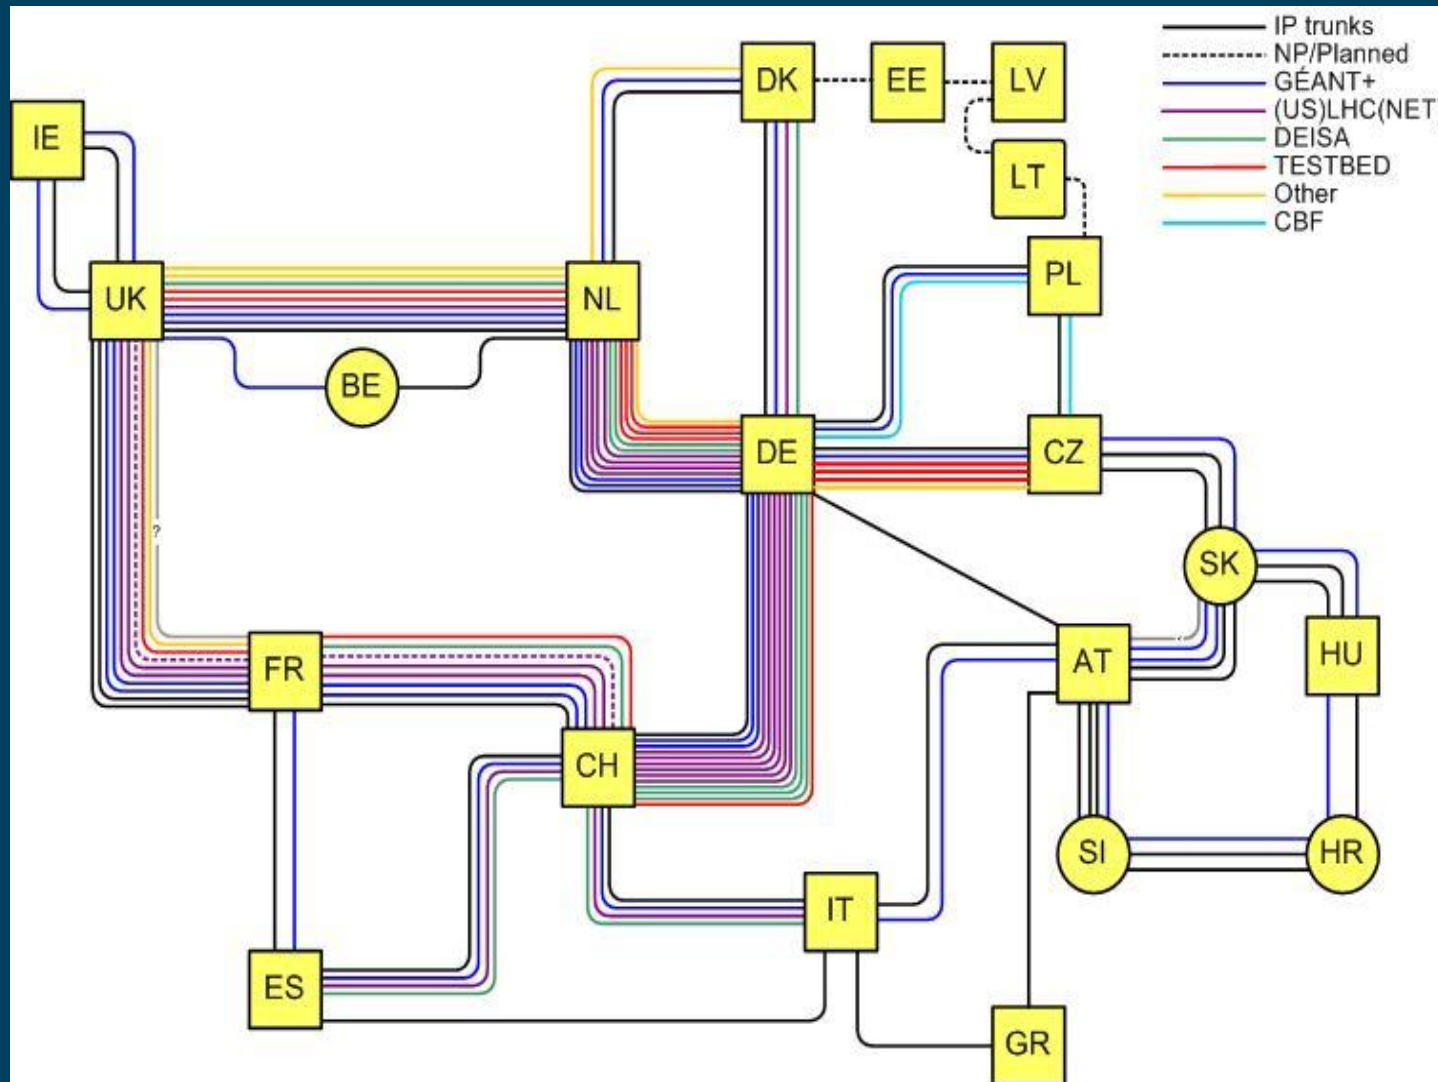 IP trunks
NP/Planned
GÉANT+
(US)LHC(NET
DEISA
TESTBED
Other
CBF
DK
EE
LV
IE
LT
UK
NL
PL
BE
DE
CZ
?
SK
FR
AT
HU
CH
SI
HR
IT
ES
GR